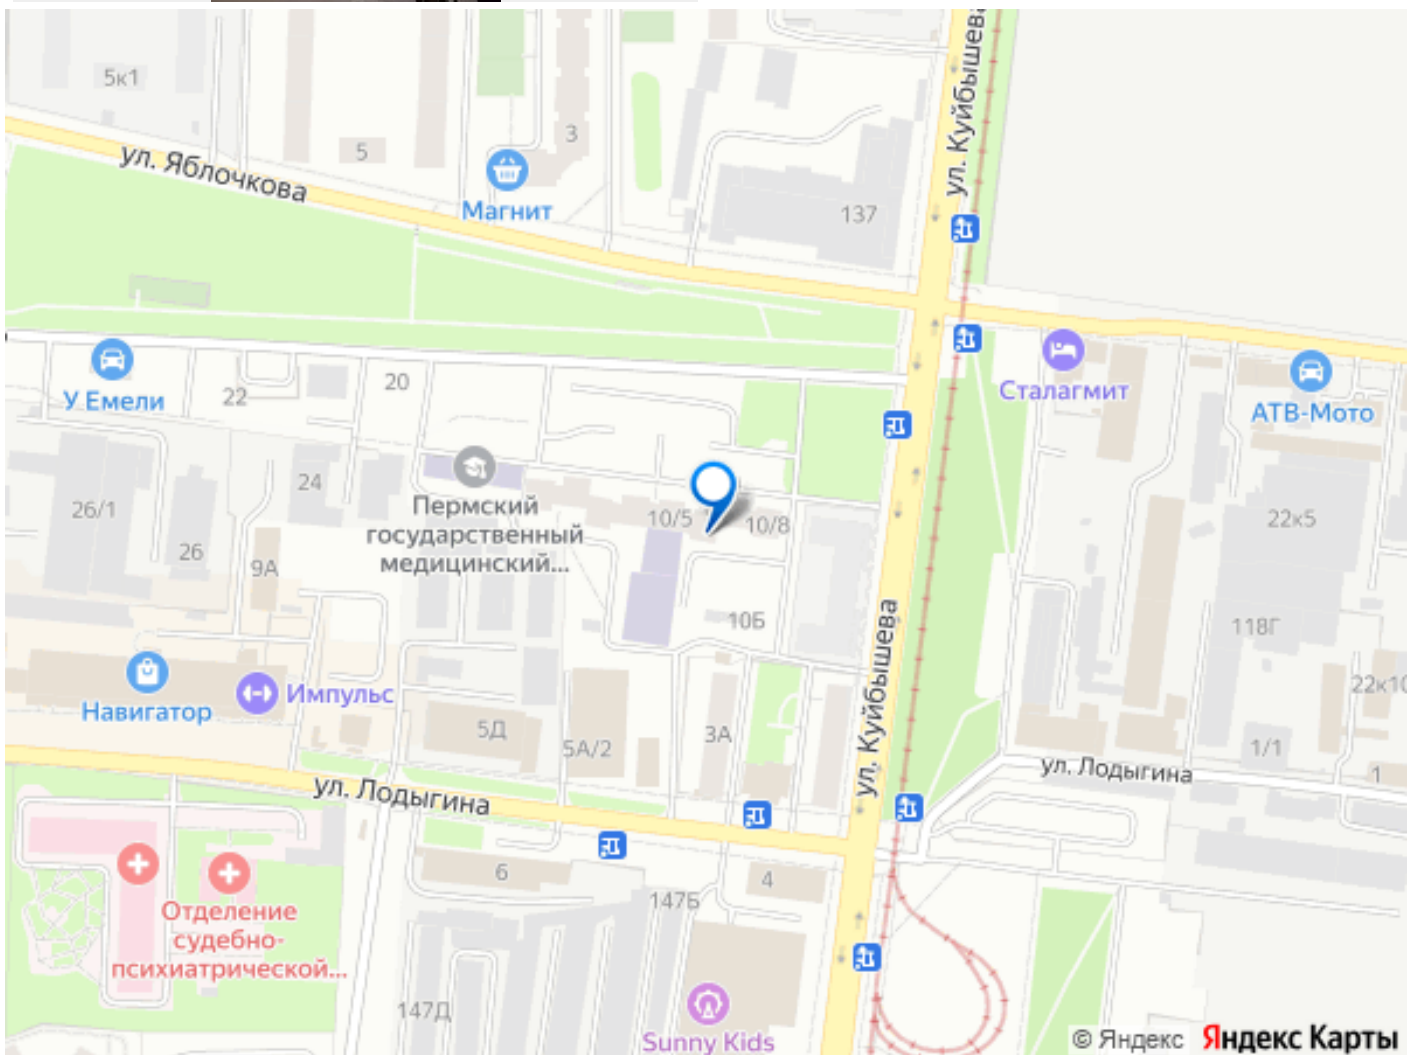 5к1
ул. Яблочкова
5
3
Магнит
137
ул. Куйбышева
У Емели
22
20
Сталагмит
АТВ-Мото
26/1
24
26
9А
Пермский
государственный
медицинский...
10/5
10/8
10Б
22к5
118Г
22к10
Навигатор
Импульс
5Д
5А/2
3А
ул. Куйбышева
1/1
1
ул. Лодыгина
ул. Лодыгина
6
4
147Б
Отделение
судебно-
психиатрической...
147Д
Sunny Kids
© Яндекс Яндекс Карты